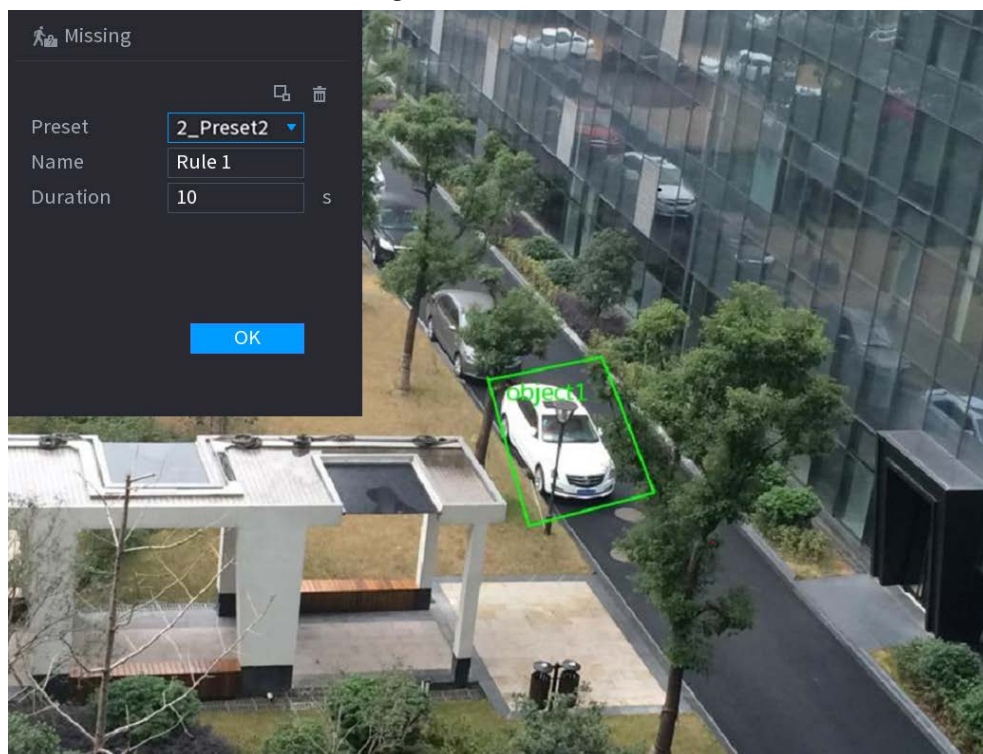 Missing
Preset 2_Preset2
Name Rule 1
Duration 10 s
OK
object1